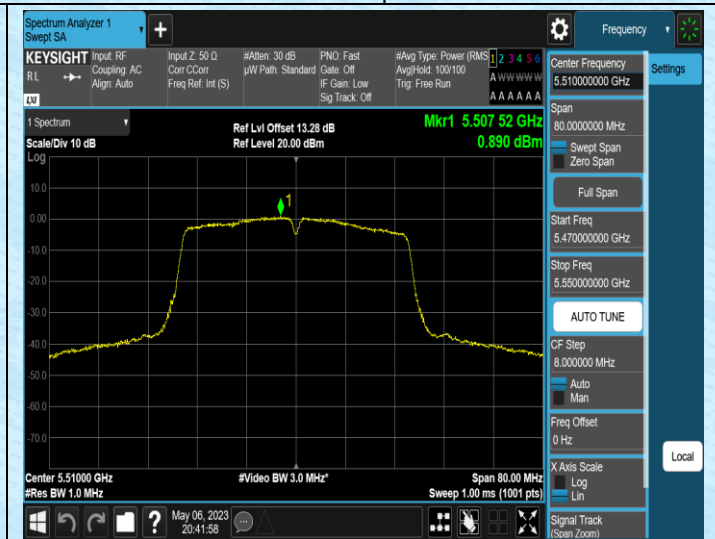 Spectrum Analyzer 1
Swept SA
+
Frequency
KEYSIGHT
RL
LXI
Input: RF
Coupling: AC
Align: Auto
Input Z: 50 Ω
Corr CCorr
Freq Ref: Int (S)
#Atten: 30 dB
µW Path: Standard
PNO: Fast
Gate: Off
IF Gain: Low
Sig Track: Off
#Avg Type: Power (RMS
Avg|Hold: 100/100
Trig: Free Run
1 2 3 4 5 6
A W W W W W
A A A A A A
1 Spectrum
Scale/Div 10 dB
Ref Lvl Offset 13.28 dB
Ref Level 20.00 dBm
Mkr1 5.507 52 GHz
0.890 dBm
Log
10.0
0.00
-10.0
-20.0
-30.0
-40.0
-50.0
-60.0
-70.0
1
Center 5.51000 GHz
#Res BW 1.0 MHz
#Video BW 3.0 MHz*
Span 80.00 MHz
Sweep 1.00 ms (1001 pts)
?
May 06, 2023
20:41:58
Center Frequency
5.510000000 GHz
Settings
Span
80.0000000 MHz
Swept Span
Zero Span
Full Span
Start Freq
5.470000000 GHz
Stop Freq
5.550000000 GHz
AUTO TUNE
CF Step
8.000000 MHz
Auto
Man
Freq Offset
0 Hz
Local
X Axis Scale
Log
Lin
Signal Track
(Span Zoom)